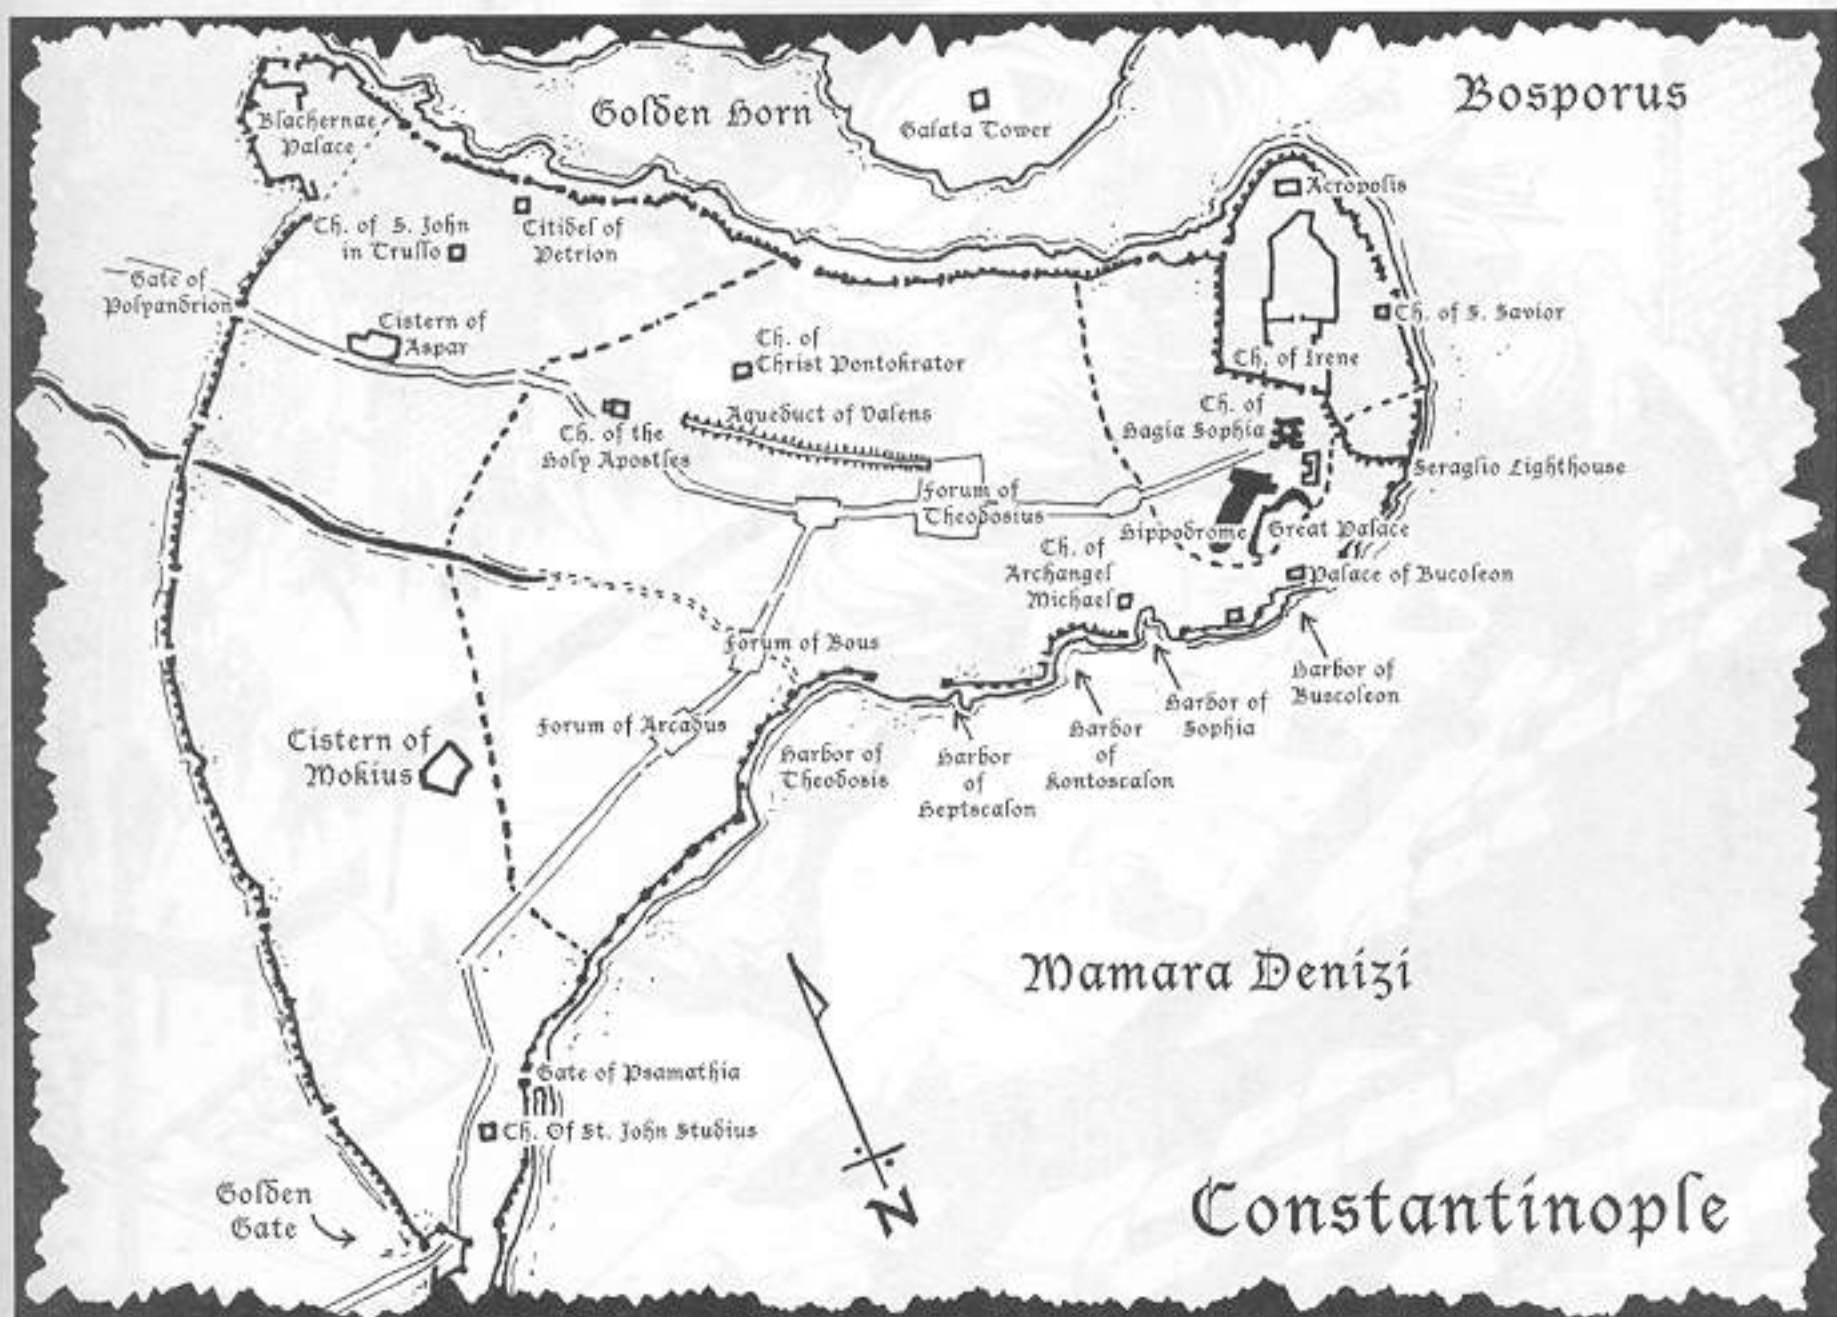 Bosporus
Golden Horn
Galata Tower
Blachernae
Palace
Acropolis
Ch. of S. John
in Trullo
Citidel of
Petrion
Gate of
Polyandrion
Cistern of
Aspar
Ch. of S. Savior
Ch. of
Christ Pontokrator
Ch. of Irene
Aqueduct of Valens
Ch. of
Hagia Sophia
Ch. of the
Holy Apostles
Seraglio Lighthouse
Forum of
Theodosius
Hippodrome
Great Palace
Ch. of
Archangel
Michael
Palace of Bucoleon
Forum of Bous
Harbor of
Buscoleon
Harbor of
Sophia
Forum of Arcadus
Cistern of
Mokius
Harbor of
Theodosis
Harbor
of
Heptscalon
Harbor
of
Kontoscalon
Mamara Denizi
Gate of Psamathia
Ch. Of St. John Studius
N
Golden
Gate
Constantinople